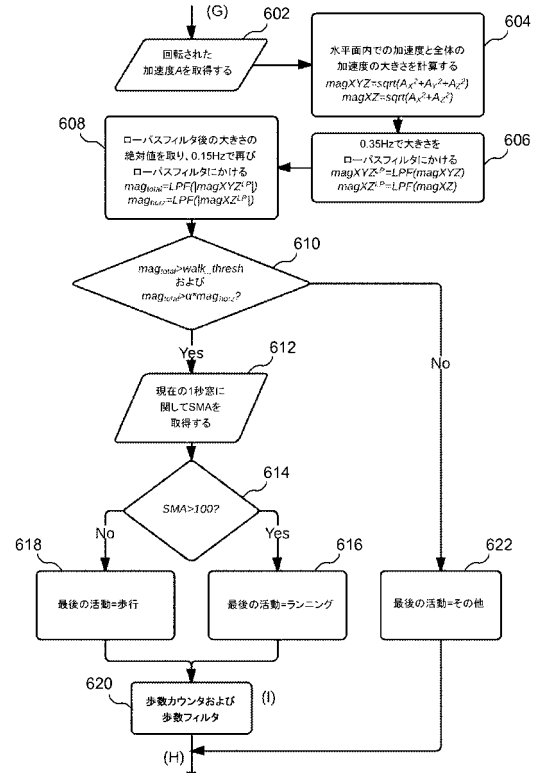 (G)
602
回転された
加速度Aを取得する
604
水平面内での加速度と全体の
加速度の大きさを計算する
magXYZ=sqrt(AX²+AY²+AZ²)
magXZ=sqrt(AX²+AZ²)
608
ローパスフィルタ後の大きさの
絶対値を取り、0.15Hzで再び
ローパスフィルタにかける
magtotal=LPF(|magXYZLP|)
maghorz=LPF(|magXZLP|)
0.35Hzで大きさを
ローパスフィルタにかける
magXYZLP=LPF(magXYZ)
magXZLP=LPF(magXZ)
606
610
magtotal>walk_thresh
および
magtotal>α*maghorz?
Yes
No
612
現在の1秒窓に
関してSMAを
取得する
614
SMA>100?
No
Yes
618
616
622
最後の活動=歩行
最後の活動=ランニング
最後の活動=その他
620
歩数カウンタおよび
歩数フィルタ
(I)
(H)